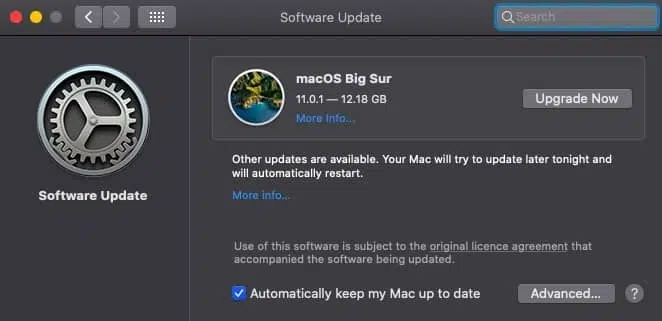 Software Update
Search
macOS Big Sur
11.0.1 — 12.18 GB
More Info...
Upgrade Now
Software Update
Other updates are available. Your Mac will try to update later tonight and
will automatically restart.
More info...
Use of this software is subject to the original licence agreement that
accompanied the software being updated.
Automatically keep my Mac up to date
Advanced...
?